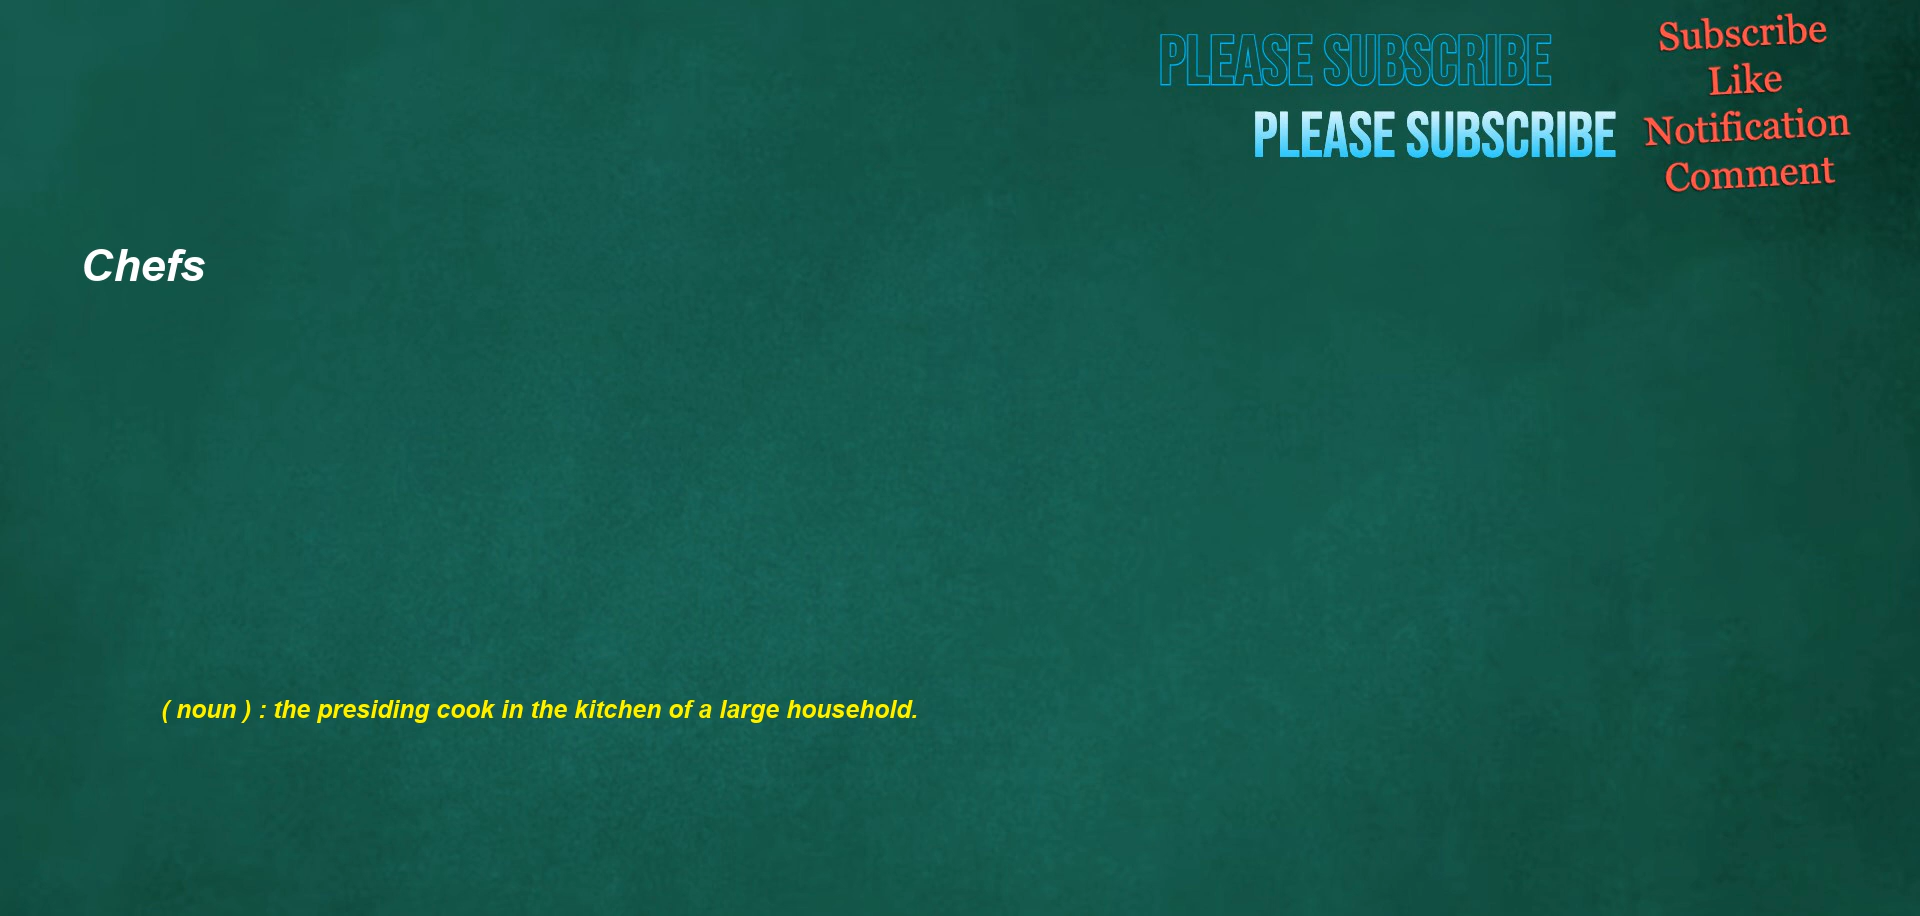 PLEASE SUBSCRIBE
PLEASE SUBSCRIBE
Subscribe
Like
Notification
Comment
Chefs
( noun ) : the presiding cook in the kitchen of a large household.